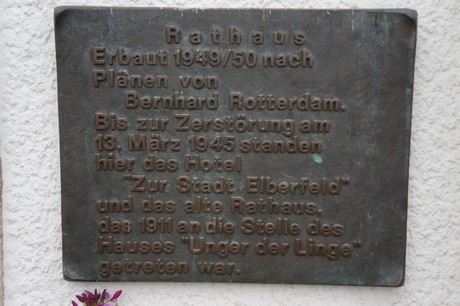 Rathaus
Erbaut 1949/50 nach
Plänen von
Bernhard Rotterdam.
Bis zur Zerstörung am
13. März 1945 standen
hier das Hotel
"Zur Stadt Elberfeld"
und das alte Rathaus,
das 1911 an die Stelle des
Hauses "Unger der Linge"
getreten war.